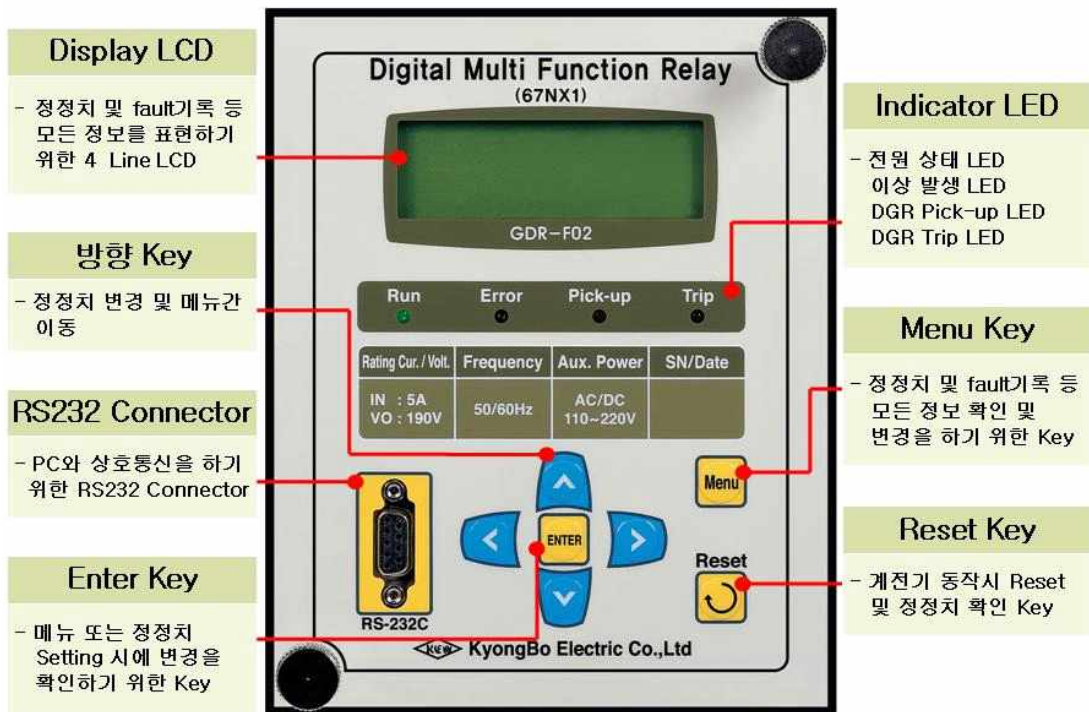 Display LCD
- 정정치 및 fault기록 등
모든 정보를 표현하기
위한 4 Line LCD
방향 Key
- 정정치 변경 및 메뉴간
이동
RS232 Connector
- PC와 상호통신을 하기
위한 RS232 Connector
Enter Key
- 메뉴 또는 정정치
Setting 시에 변경을
확인하기 위한 Key
Digital Multi Function Relay
(67NX1)
GDR-F02
Run Error Pick-up Trip
Rating Cur. / Volt. Frequency Aux. Power SN/Date
IN : 5A
VO : 190V
50/60Hz
AC/DC
110~220V
Menu
ENTER
Reset
RS-232C
KEW KyongBo Electric Co.,Ltd
Indicator LED
- 전원 상태 LED
이상 발생 LED
DGR Pick-up LED
DGR Trip LED
Menu Key
- 정정치 및 fault기록 등
모든 정보 확인 및
변경을 하기 위한 Key
Reset Key
- 계전기 동작시 Reset
및 정정치 확인 Key